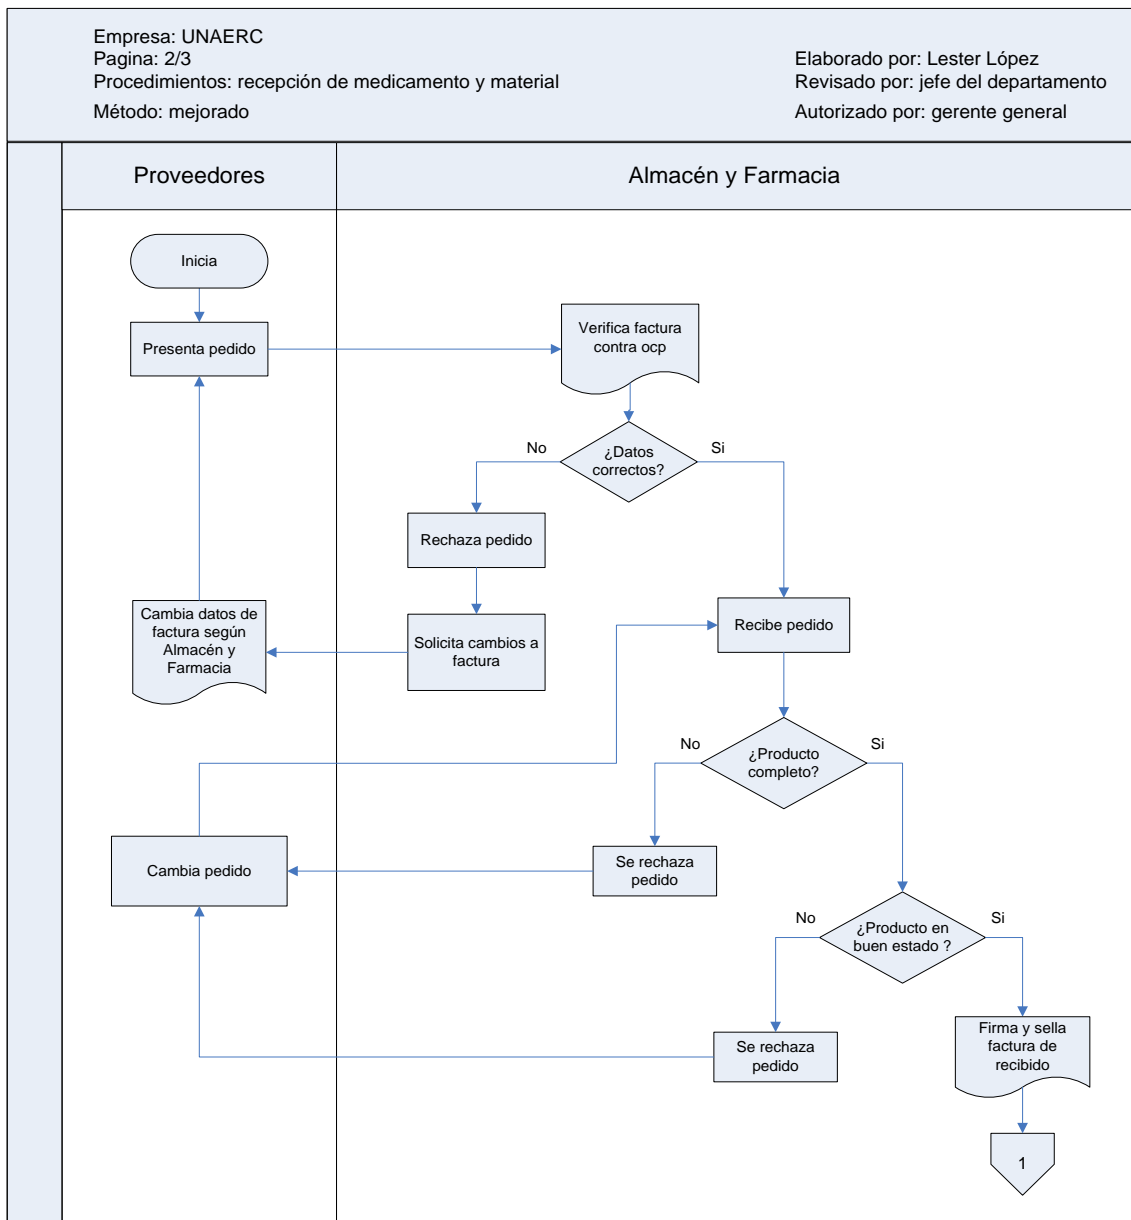 Empresa: UNAERC
Pagina: 2/3
Procedimientos: recepción de medicamento y material
Método: mejorado
Elaborado por: Lester López
Revisado por: jefe del departamento
Autorizado por: gerente general
Proveedores
Almacén y Farmacia
Inicia
Presenta pedido
Verifica factura
contra ocp
¿Datos
correctos?
No
Si
Rechaza pedido
Cambia datos de
factura según
Almacén y
Farmacia
Solicita cambios a
factura
Recibe pedido
¿Producto
completo?
No
Si
Cambia pedido
Se rechaza
pedido
¿Producto en
buen estado ?
No
Si
Se rechaza
pedido
Firma y sella
factura de
recibido
1